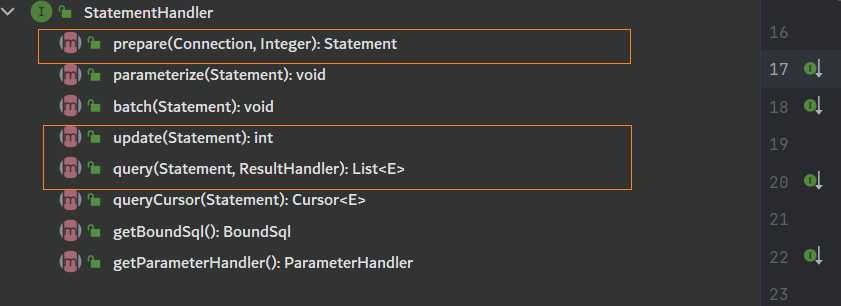 I StatementHandler
m prepare(Connection, Integer): Statement
m parameterize(Statement): void
m batch(Statement): void
m update(Statement): int
m query(Statement, ResultHandler): List<E>
m queryCursor(Statement): Cursor<E>
m getBoundSql(): BoundSql
m getParameterHandler(): ParameterHandler
16
17 I
18 I
19
20 I
21
22 I
23